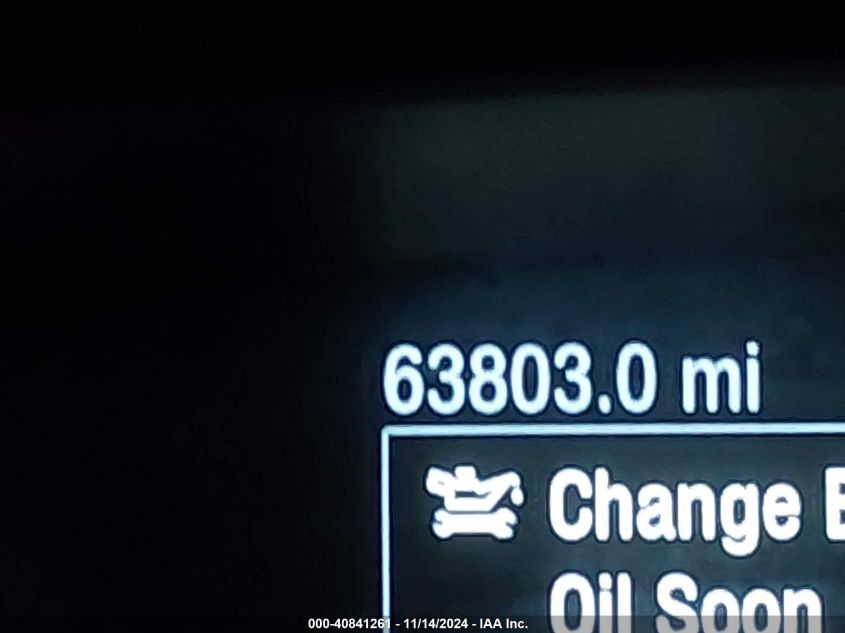 63803.0 mi
Change
Oil Soon
000-40841261 - 11/14/2024 - IAA Inc.